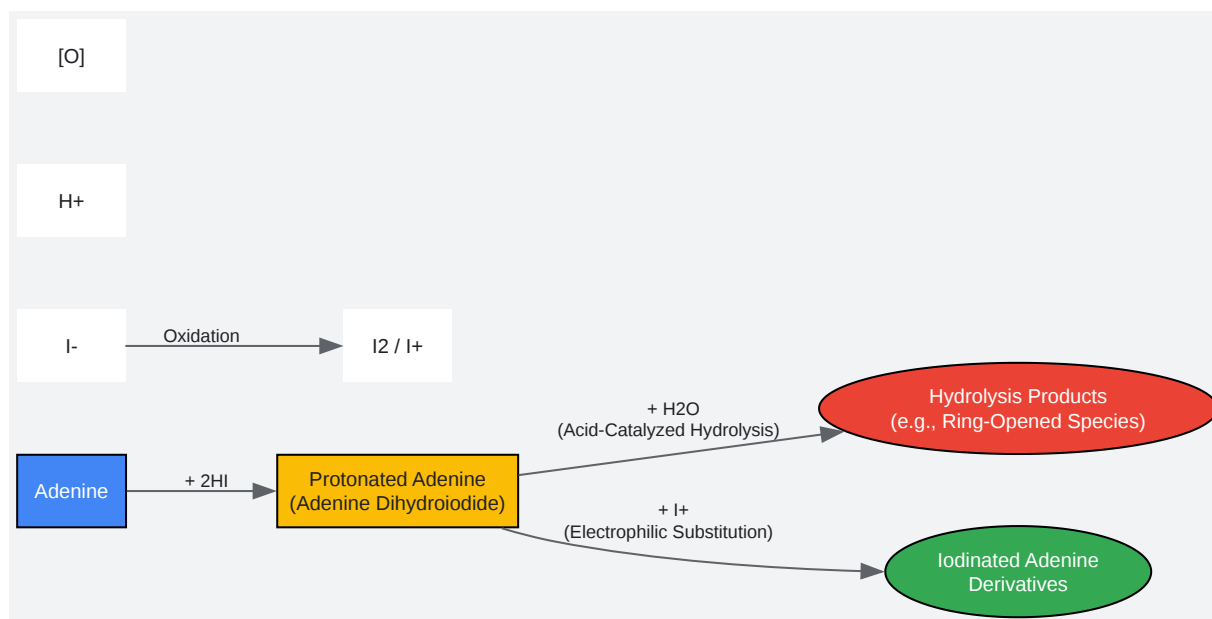 [O]
H+
I-
Oxidation
I2 / I+
Adenine
+ 2HI
Protonated Adenine
(Adenine Dihydroiodide)
+ H2O
(Acid-Catalyzed Hydrolysis)
Hydrolysis Products
(e.g., Ring-Opened Species)
+ I+
(Electrophilic Substitution)
Iodinated Adenine
Derivatives